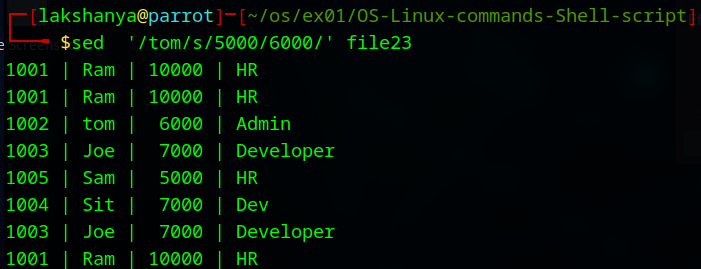 [lakshanya@parrot]-[~/os/ex01/OS-Linux-commands-Shell-script]
$sed  '/tom/s/5000/6000/' file23
1001 | Ram | 10000 | HR
1001 | Ram | 10000 | HR
1002 | tom |  6000 | Admin
1003 | Joe |  7000 | Developer
1005 | Sam |  5000 | HR
1004 | Sit |  7000 | Dev
1003 | Joe |  7000 | Developer
1001 | Ram | 10000 | HR